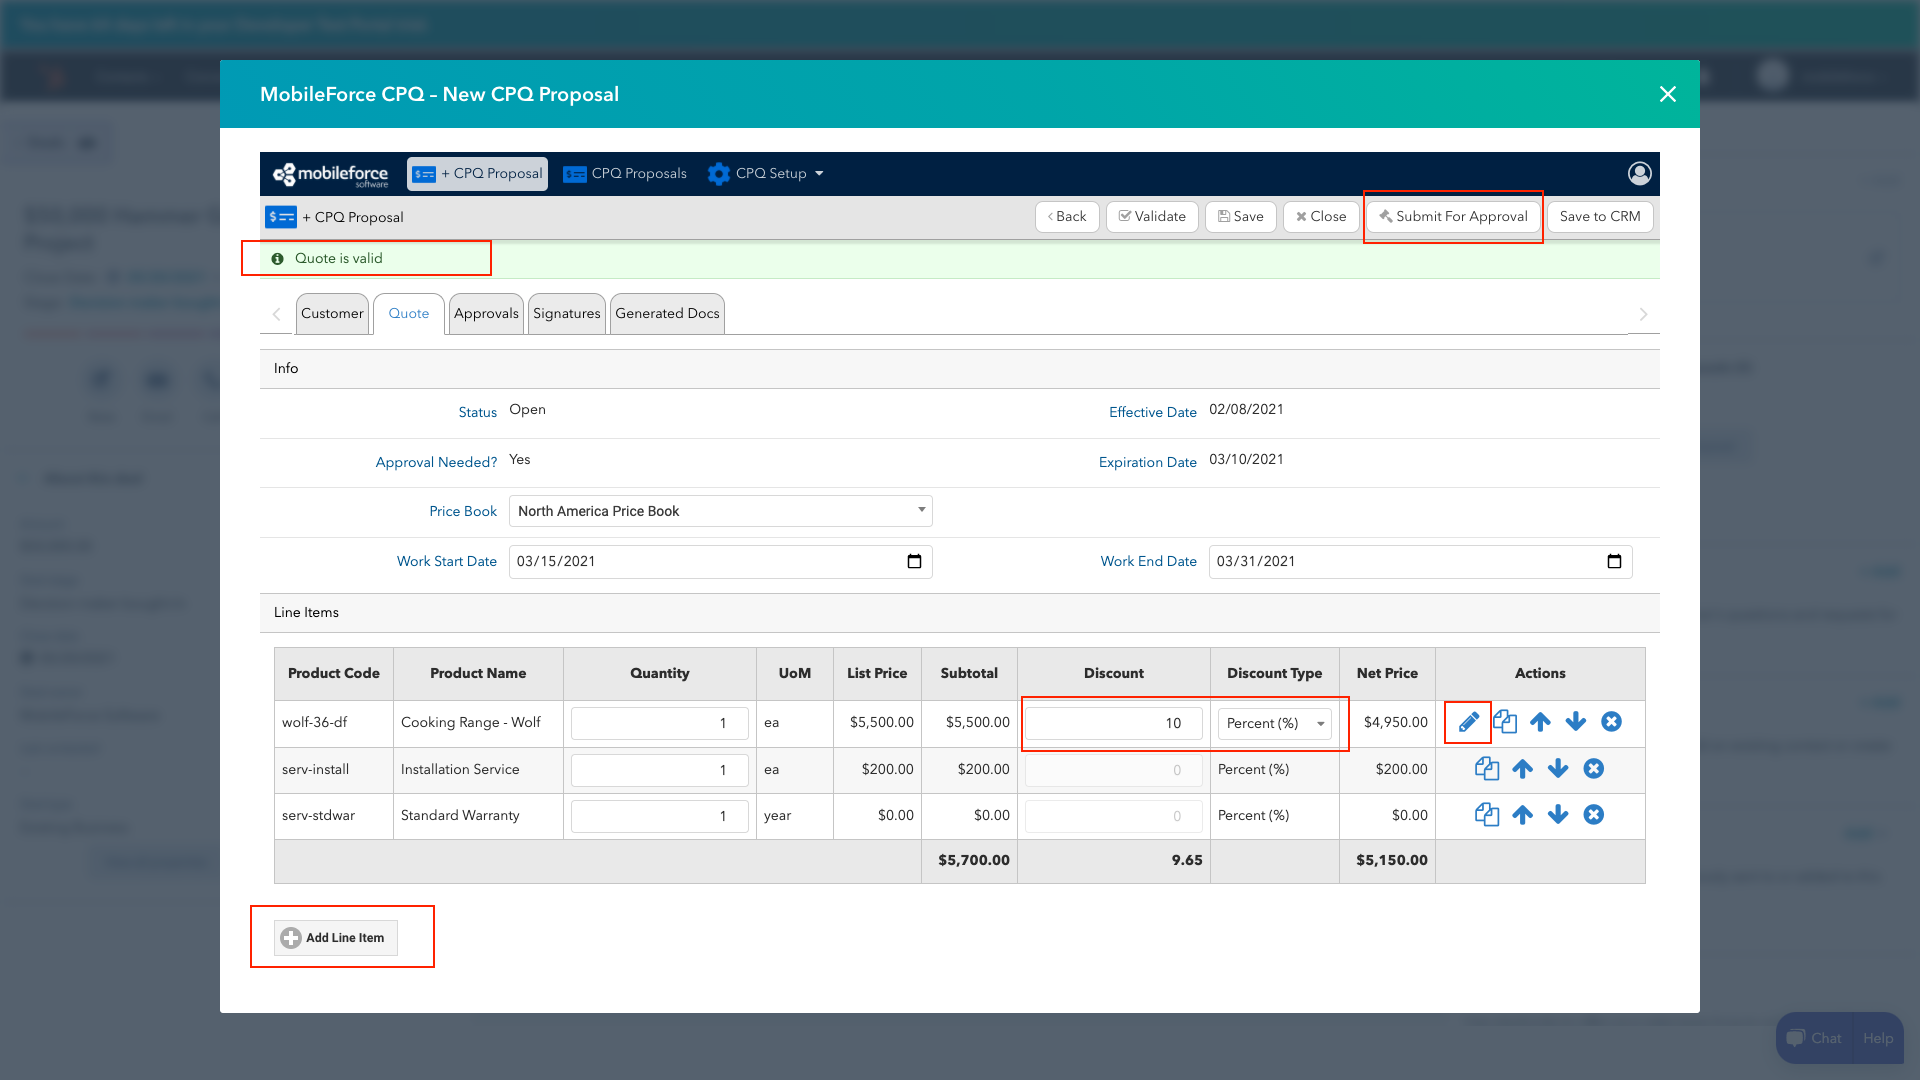 MobileForce CPQ – New CPQ Proposal
mobileforce software + CPQ Proposal CPQ Proposals CPQ Setup
+ CPQ Proposal Back Validate Save Close Submit For Approval Save to CRM
Quote is valid
Customer Quote Approvals Signatures Generated Docs
Info
Status Open Effective Date 02/08/2021
Approval Needed? Yes Expiration Date 03/10/2021
Price Book North America Price Book
Work Start Date 03/15/2021 Work End Date 03/31/2021
Line Items
Product Code Product Name Quantity UoM List Price Subtotal Discount Discount Type Net Price Actions
wolf-36-df Cooking Range - Wolf 1 ea $5,500.00 $5,500.00 10 Percent (%) $4,950.00
serv-install Installation Service 1 ea $200.00 $200.00 0 Percent (%) $200.00
serv-stdwar Standard Warranty 1 year $0.00 $0.00 0 Percent (%) $0.00
$5,700.00 9.65 $5,150.00
Add Line Item
Chat Help